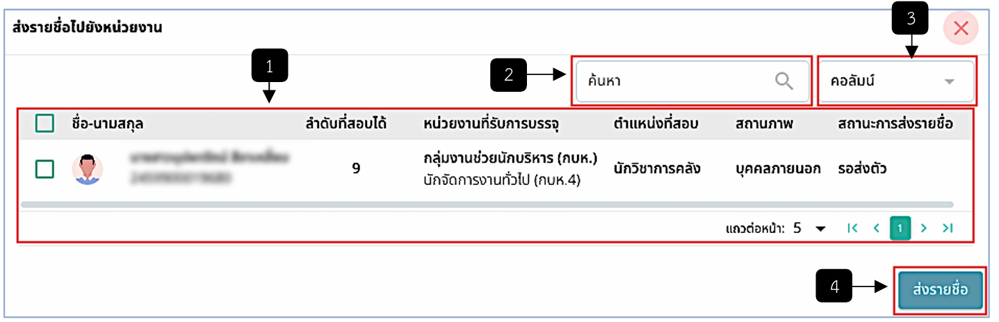 ส่งรายชื่อไปยังหน่วยงาน
3
1
2
ค้นหา
คอลัมน์
ชื่อ-นามสกุล ลำดับที่สอบได้ หน่วยงานที่รับการบรรจุ ตำแหน่งที่สอบ สถานภาพ สถานะการส่งรายชื่อ
9 กลุ่มงานช่วยนักบริหาร (กบห.) นักวิชาการคลัง บุคคลภายนอก รอส่งตัว
นักจัดการงานทั่วไป (กบห.4)
แถวต่อหน้า: 5 1
4
ส่งรายชื่อ